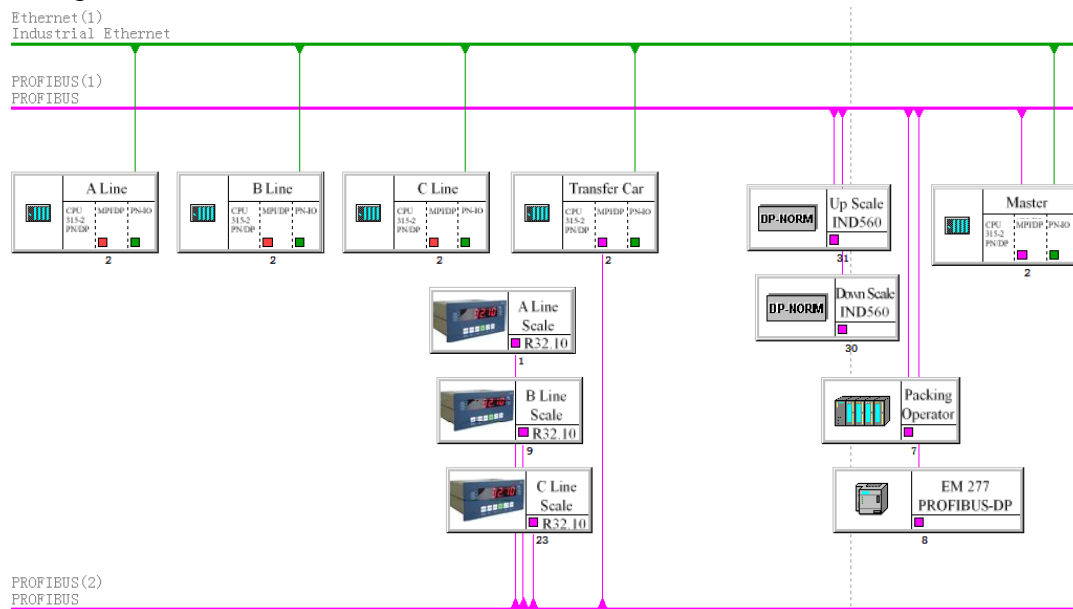 Ethernet(1)
Industrial Ethernet
PROFIBUS(1)
PROFIBUS
A Line
CPU
315-2
PN/DP
MPI/DP
PN-IO
2
B Line
CPU
315-2
PN/DP
MPI/DP
PN-IO
2
C Line
CPU
315-2
PN/DP
MPI/DP
PN-IO
2
Transfer Car
CPU
315-2
PN/DP
MPI/DP
PN-IO
2
DP-NORM
Up Scale
IND560
31
Master
CPU
315-2
PN/DP
MPI/DP
PN-IO
2
DP-NORM
Down Scale
IND560
30
A Line
Scale
R32.10
1
B Line
Scale
R32.10
9
C Line
Scale
R32.10
23
Packing
Operator
7
EM 277
PROFIBUS-DP
8
PROFIBUS(2)
PROFIBUS